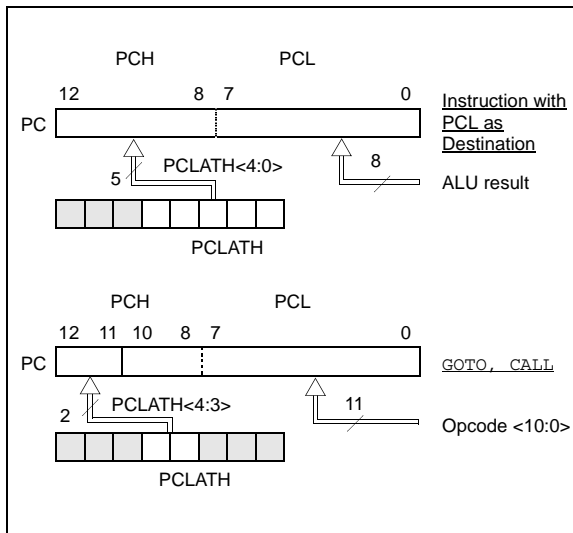 PCH PCL
12 8 7 0
PC
Instruction with
PCL as
Destination
5 PCLATH<4:0>
8
ALU result
PCLATH
PCH PCL
12 11 10 8 7 0
PC
GOTO, CALL
2 PCLATH<4:3>
11
Opcode <10:0>
PCLATH